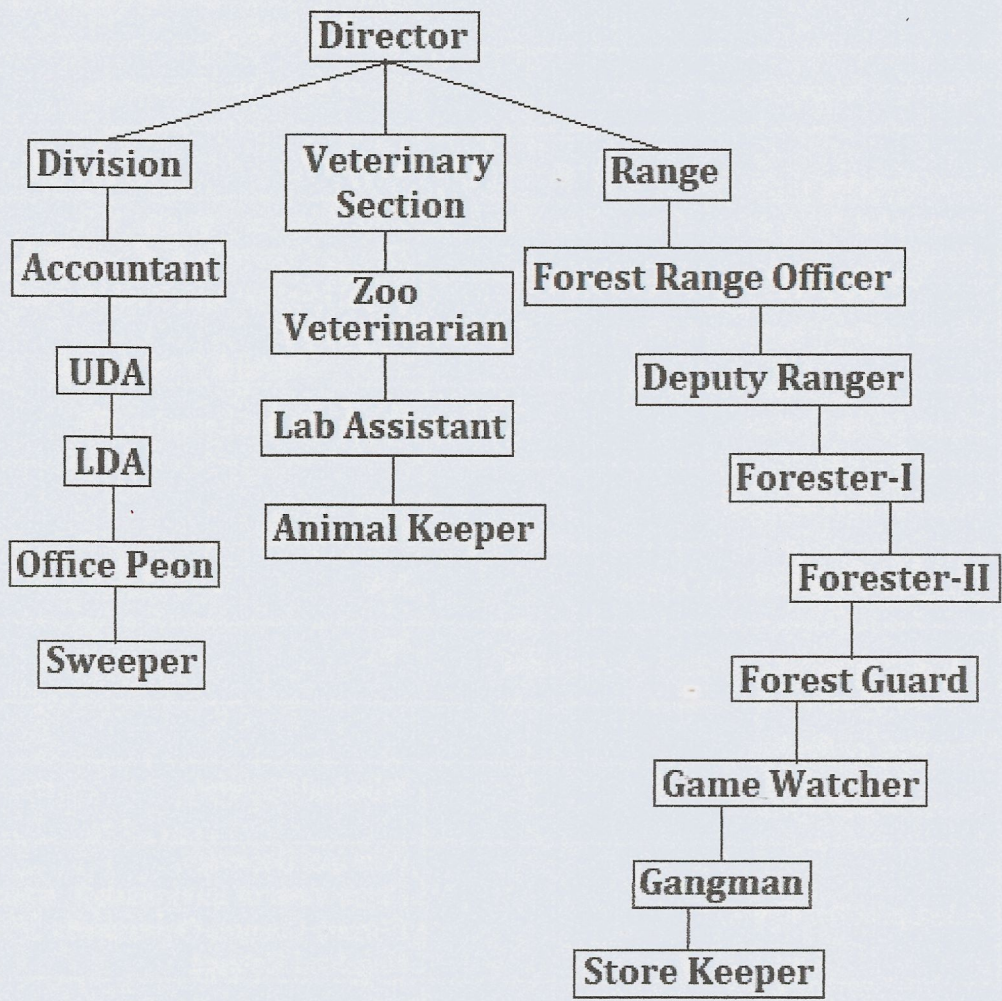 Director
Division
Veterinary
Section
Range
Accountant
Zoo
Veterinarian
Forest Range Officer
UDA
Deputy Ranger
LDA
Lab Assistant
Forester-I
Animal Keeper
Office Peon
Forester-II
Sweeper
Forest Guard
Game Watcher
Gangman
Store Keeper